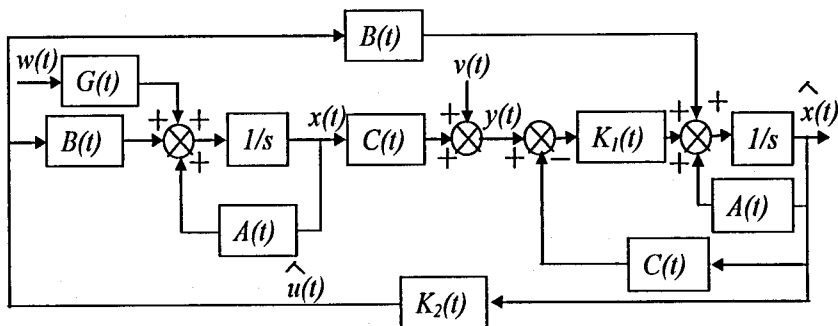 B(t)
w(t)
G(t)
v(t)
+ + x(t) + y(t) + + x̂(t)
B(t) + 1/s C(t) + + − K₁(t) + 1/s
A(t) A(t)
û(t) C(t)
K₂(t)